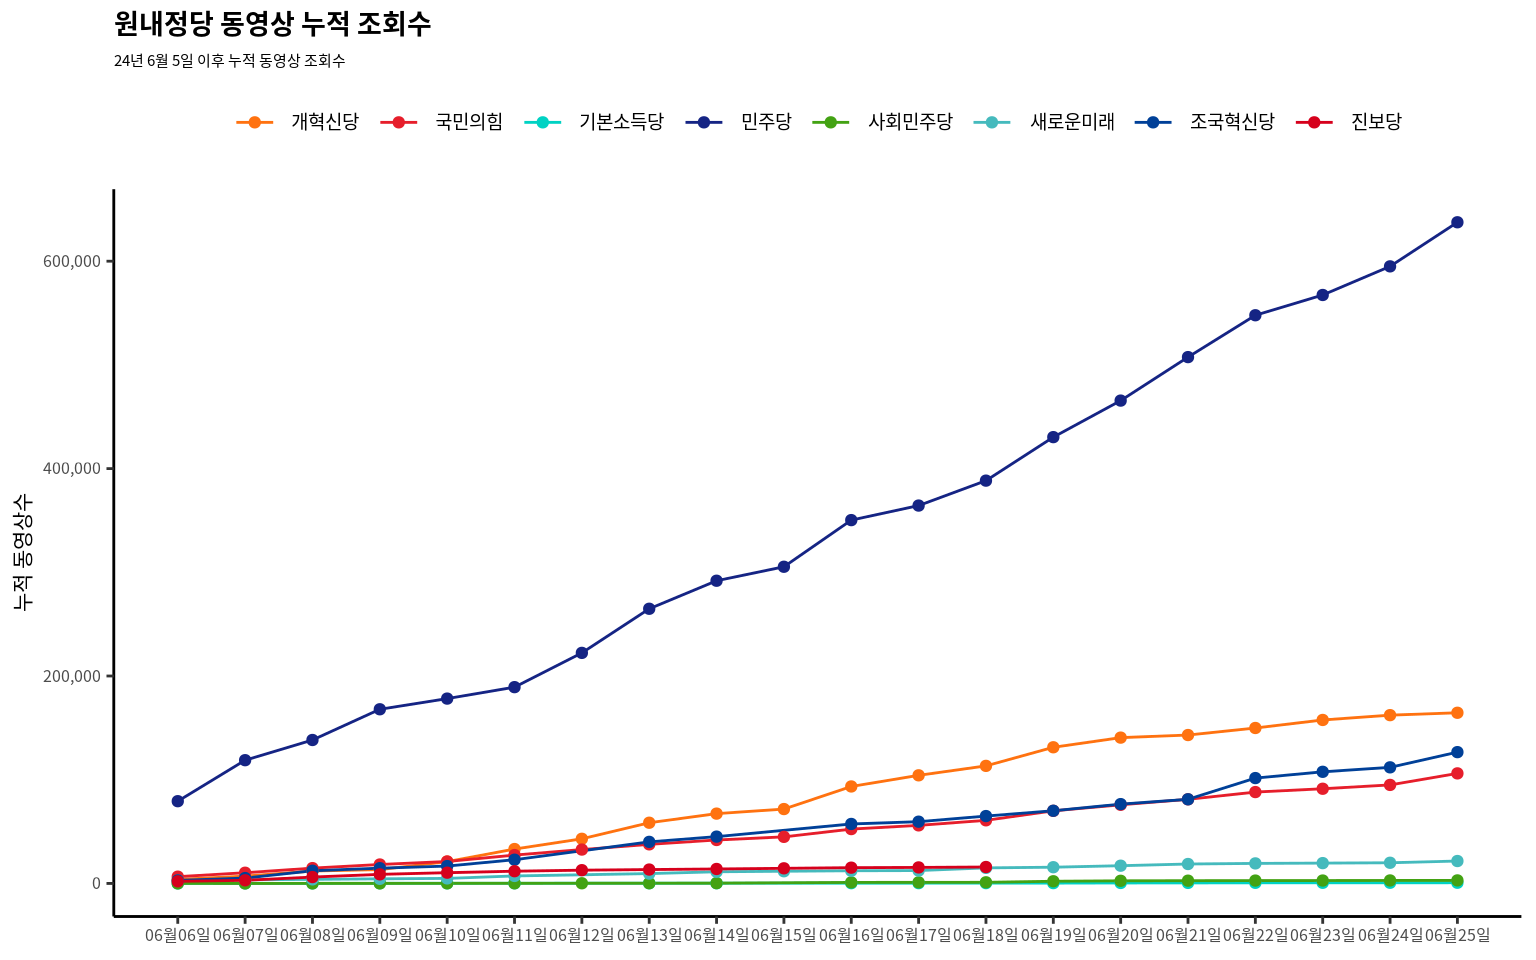 원내정당 동영상 누적 조회수
24년 6월 5일 이후 누적 동영상 조회수
개혁신당 국민의힘 기본소득당 민주당 사회민주당 새로운미래 조국혁신당 진보당
누적 동영상수
600,000
400,000
200,000
0
06월06일 06월07일 06월08일 06월09일 06월10일 06월11일 06월12일 06월13일 06월14일 06월15일 06월16일 06월17일 06월18일 06월19일 06월20일 06월21일 06월22일 06월23일 06월24일 06월25일